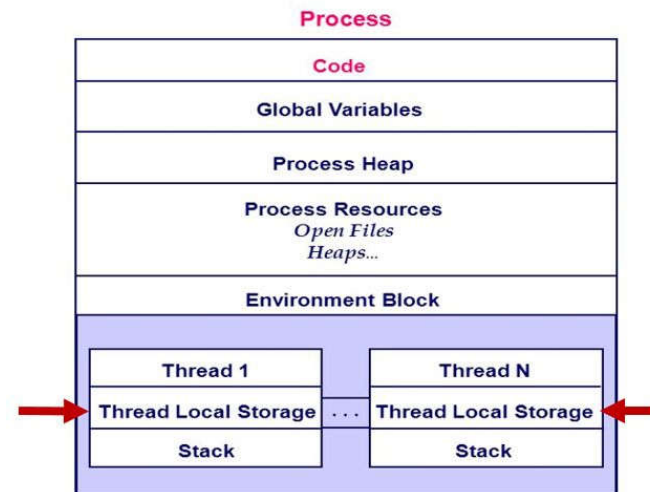 Process
Code
Global Variables
Process Heap
Process Resources
Open Files
Heaps...
Environment Block
Thread 1
Thread Local Storage
Stack
...
Thread N
Thread Local Storage
Stack